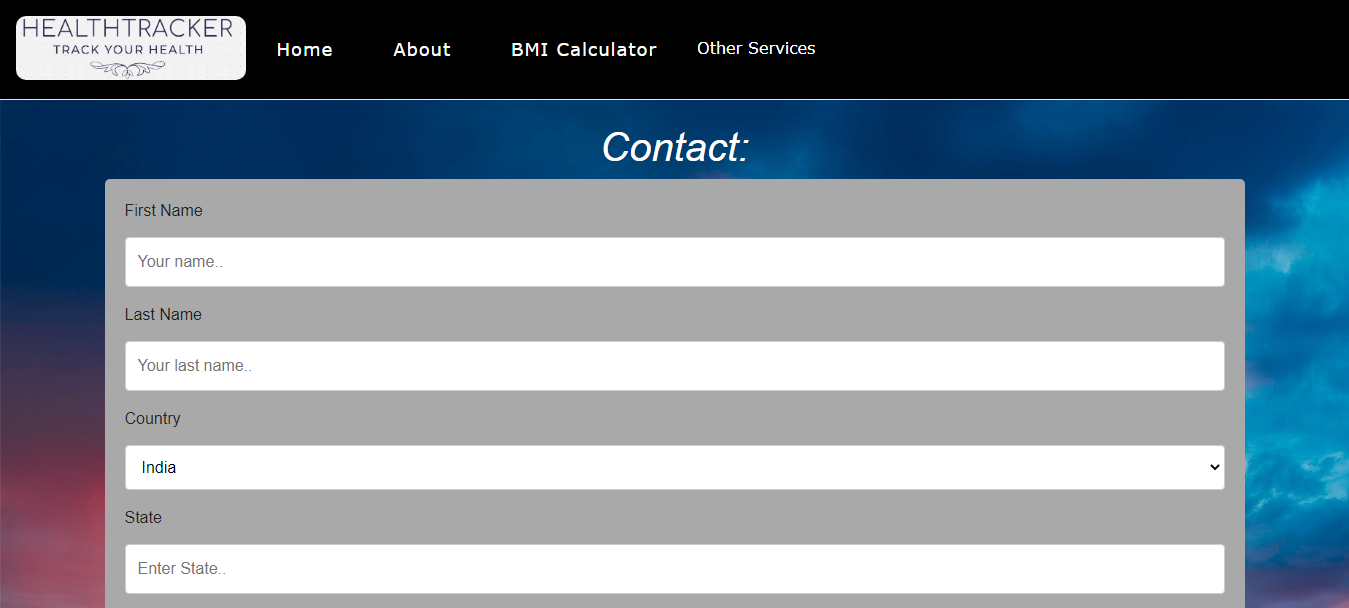 HEALTHTRACKER
TRACK YOUR HEALTH
Home About BMI Calculator Other Services
Contact:
First Name
Your name..
Last Name
Your last name..
Country
India
State
Enter State..